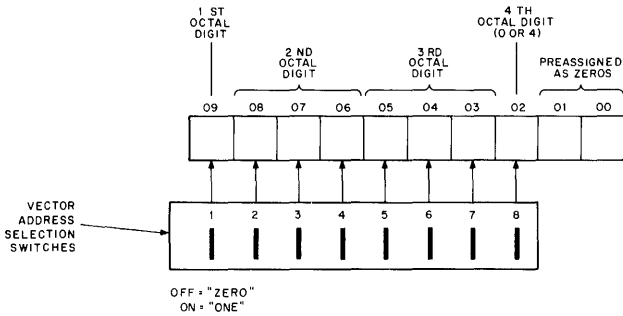 1 ST
OCTAL
DIGIT
2 ND
OCTAL
DIGIT
3 RD
OCTAL
DIGIT
4 TH
OCTAL DIGIT
(0 OR 4)
PREASSIGNED
AS ZEROS
09 08 07 06 05 04 03 02 01 00
VECTOR
ADDRESS
SELECTION
SWITCHES
1 2 3 4 5 6 7 8
OFF = "ZERO"
ON = "ONE"